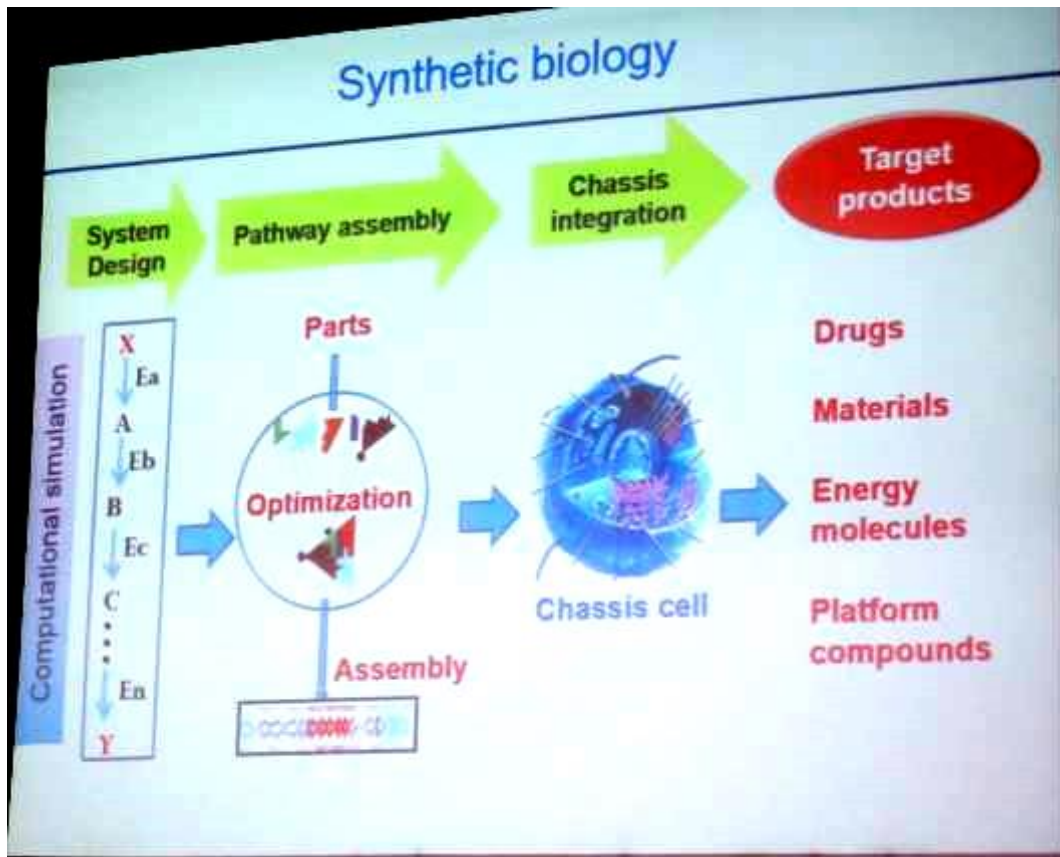 Synthetic biology
System
Design
Pathway assembly
Chassis
integration
Target
products
Computational simulation
X
Ea
A
Eb
B
Ec
C
En
Y
Parts
Optimization
Assembly
Chassis cell
Drugs
Materials
Energy
molecules
Platform
compounds